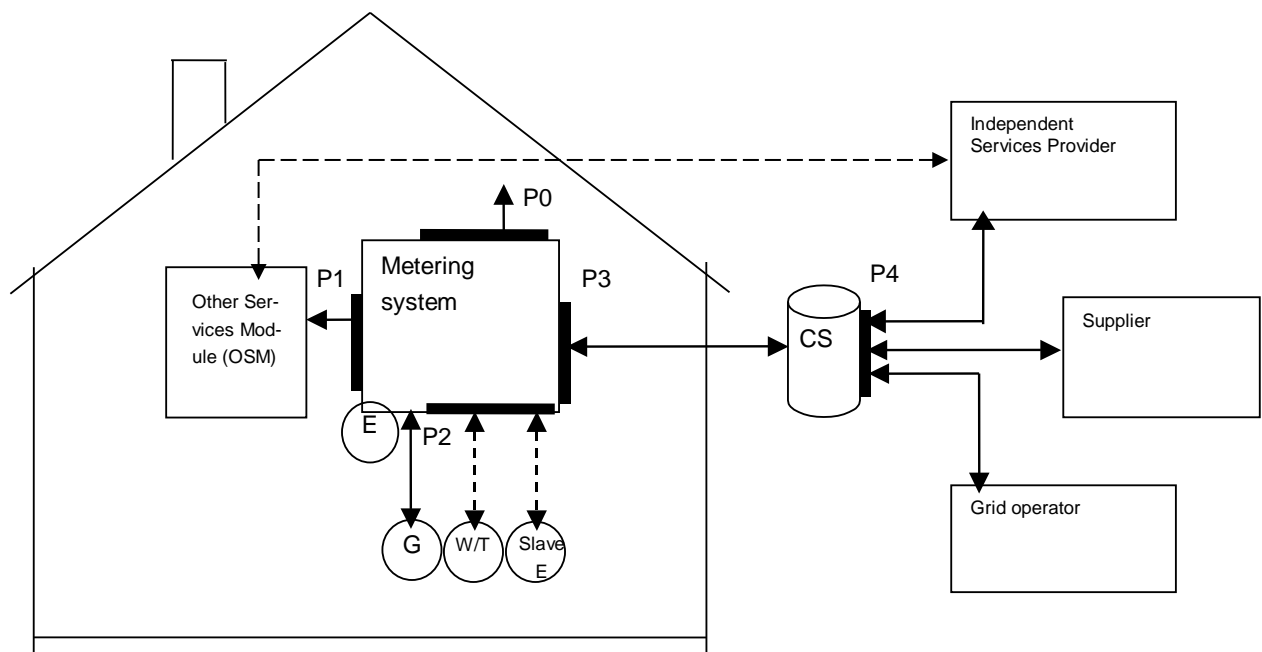 Independent
Services Provider
P0
P1
Metering
system
P3
P4
Other Ser-
vices Mod-
ule (OSM)
CS
Supplier
E
P2
G
W/T
Slave
E
Grid operator